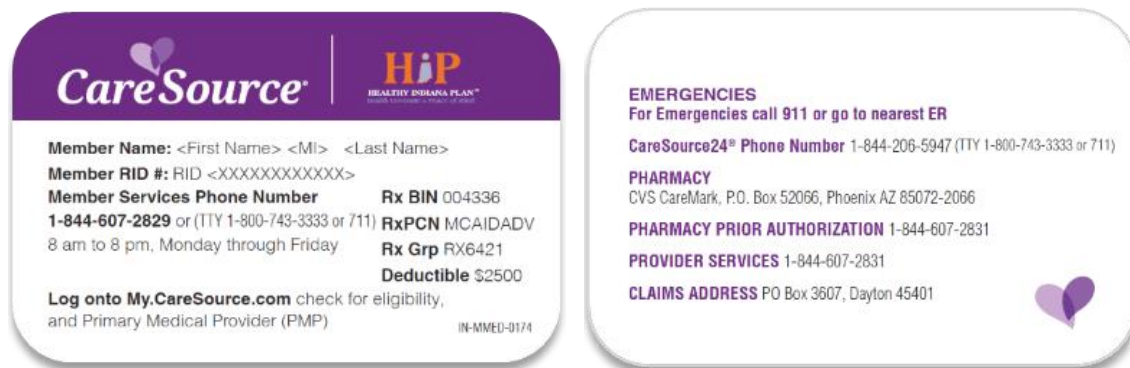 CareSource®
HiP
HEALTHY INDIANA PLAN™
Member Name: <First Name> <MI> <Last Name>
Member RID #: RID <XXXXXXXXXXXX>
Member Services Phone Number
1-844-607-2829 or (TTY 1-800-743-3333 or 711)
8 am to 8 pm, Monday through Friday
Rx BIN 004336
RxPCN MCAIDADV
Rx Grp RX6421
Deductible $2500
Log onto My.CareSource.com check for eligibility,
and Primary Medical Provider (PMP)
IN-MMED-0174
EMERGENCIES
For Emergencies call 911 or go to nearest ER
CareSource24® Phone Number 1-844-206-5947 (TTY 1-800-743-3333 or 711)
PHARMACY
CVS CareMark, P.O. Box 52066, Phoenix AZ 85072-2066
PHARMACY PRIOR AUTHORIZATION 1-844-607-2831
PROVIDER SERVICES 1-844-607-2831
CLAIMS ADDRESS PO Box 3607, Dayton 45401